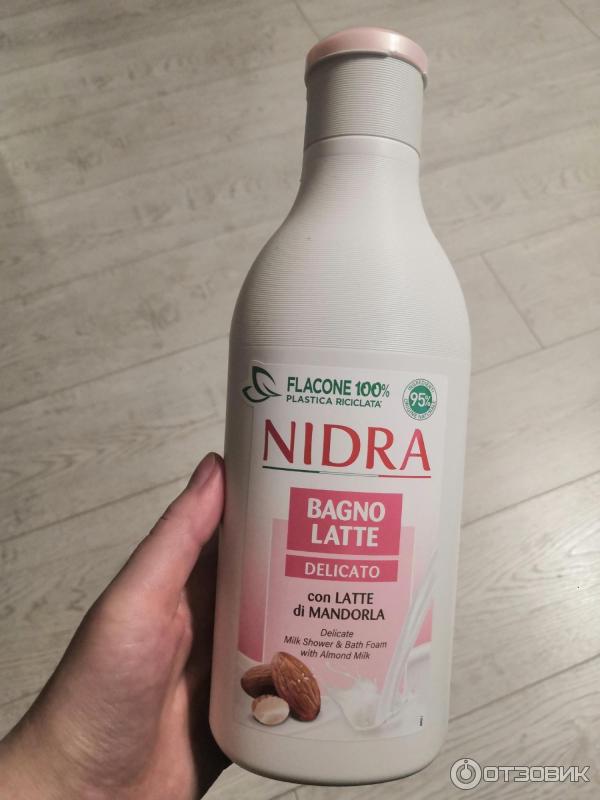 FLACONE 100%
PLASTICA RICICLATA*
95%
NIDRA
BAGNO
LATTE
DELICATO
con LATTE
di MANDORLA
Delicate
Milk Shower & Bath Foam
with Almond Milk
ОТЗОВИК